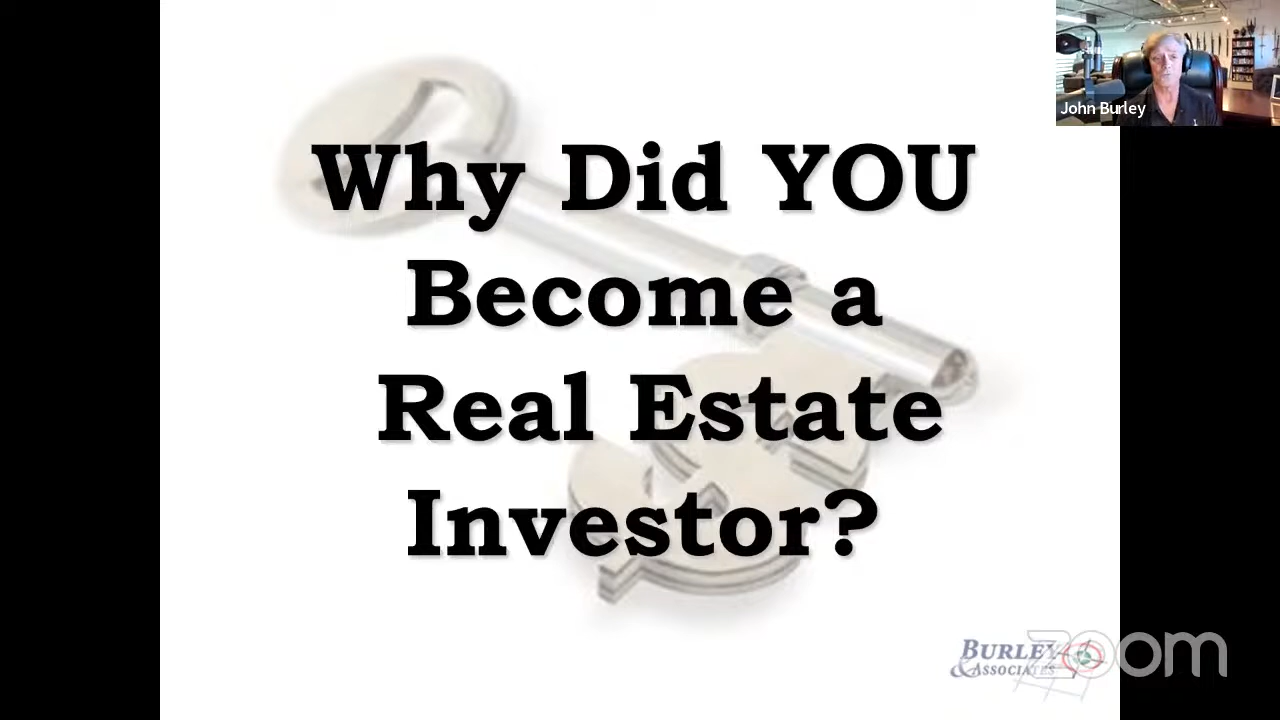 John Burley
Why Did YOU
Become a
Real Estate
Investor?
BURLEY
& ASSOCIATES
zoom